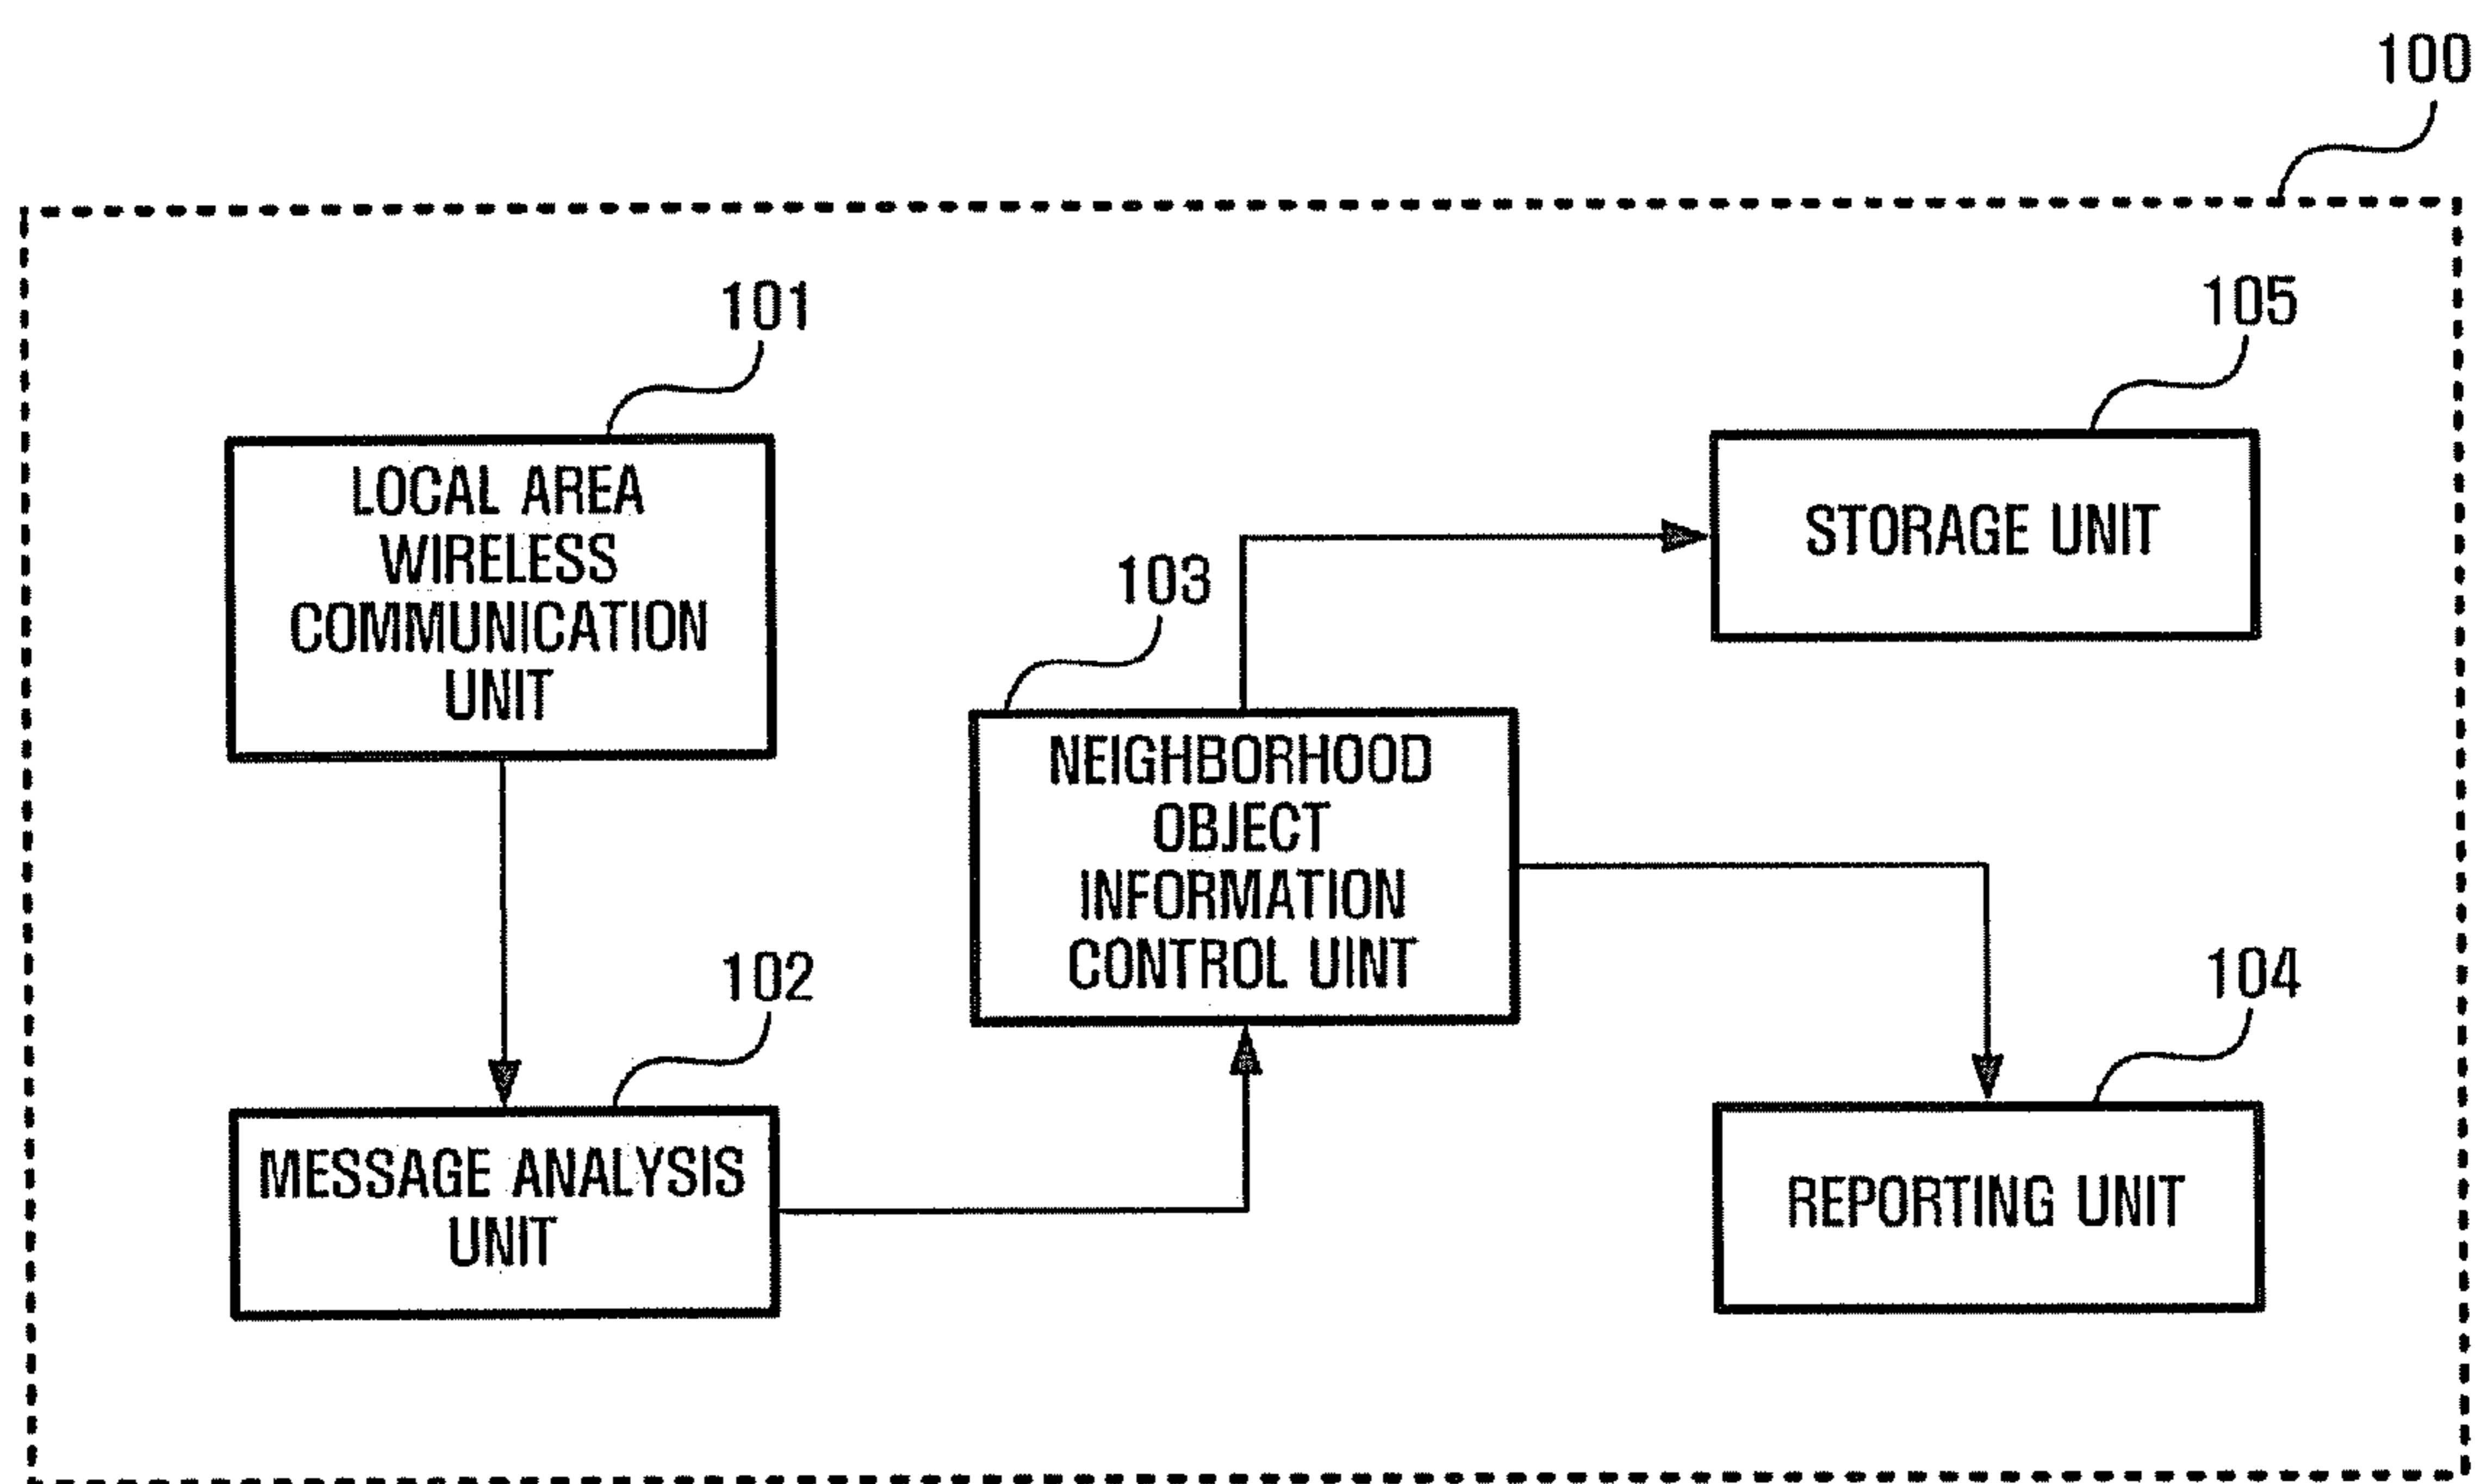 100
101
LOCAL AREA
WIRELESS
COMMUNICATION
UNIT
105
STORAGE UNIT
103
NEIGHBORHOOD
OBJECT
INFORMATION
CONTROL UINT
102
MESSAGE ANALYSIS
UNIT
104
REPORTING UNIT